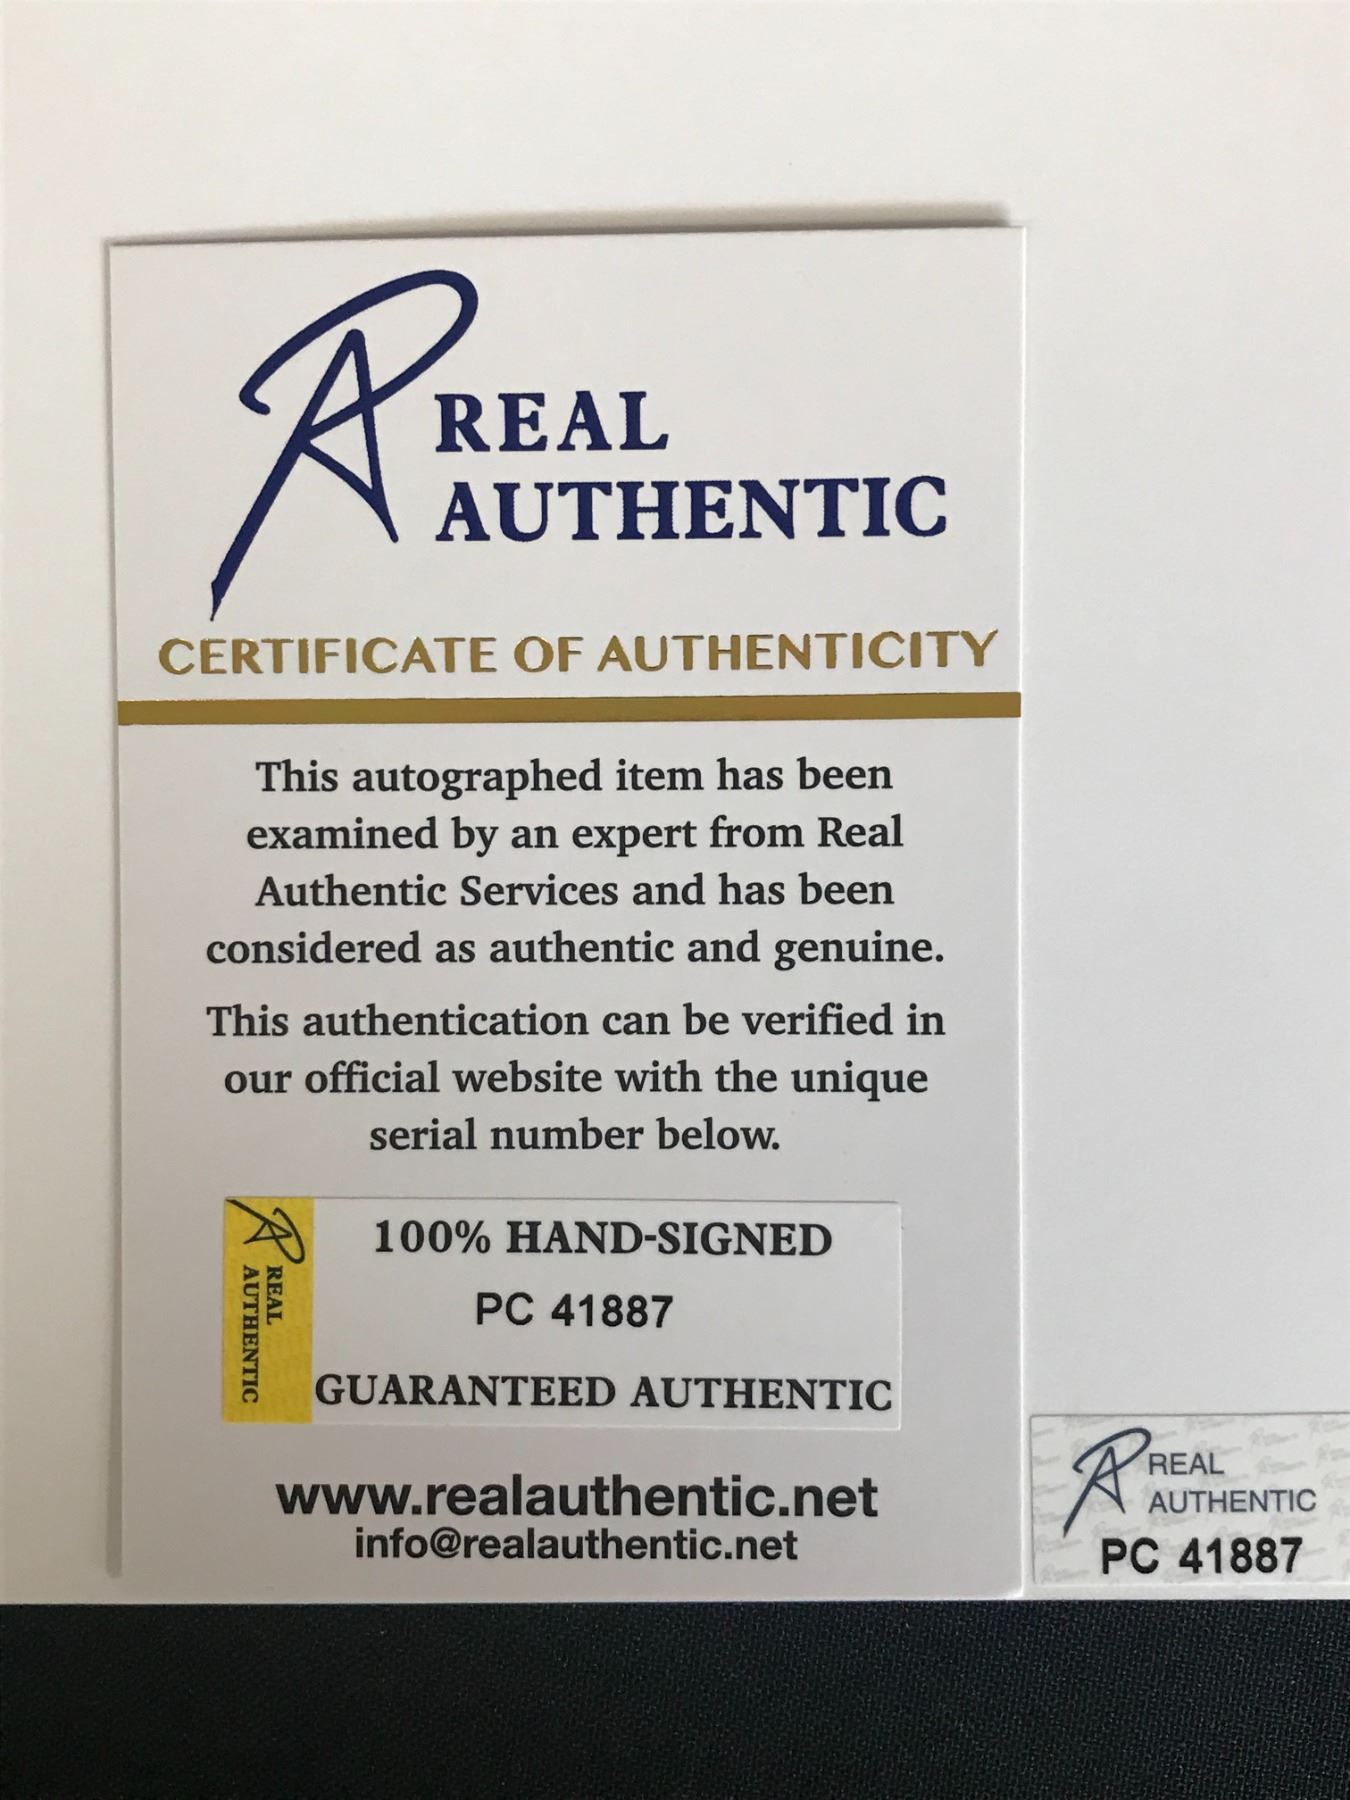 REAL
AUTHENTIC
CERTIFICATE OF AUTHENTICITY
This autographed item has been
examined by an expert from Real
Authentic Services and has been
considered as authentic and genuine.
This authentication can be verified in
our official website with the unique
serial number below.
REAL
AUTHENTIC
100% HAND-SIGNED
PC 41887
GUARANTEED AUTHENTIC
www.realauthentic.net
info@realauthentic.net
REAL
AUTHENTIC
PC 41887